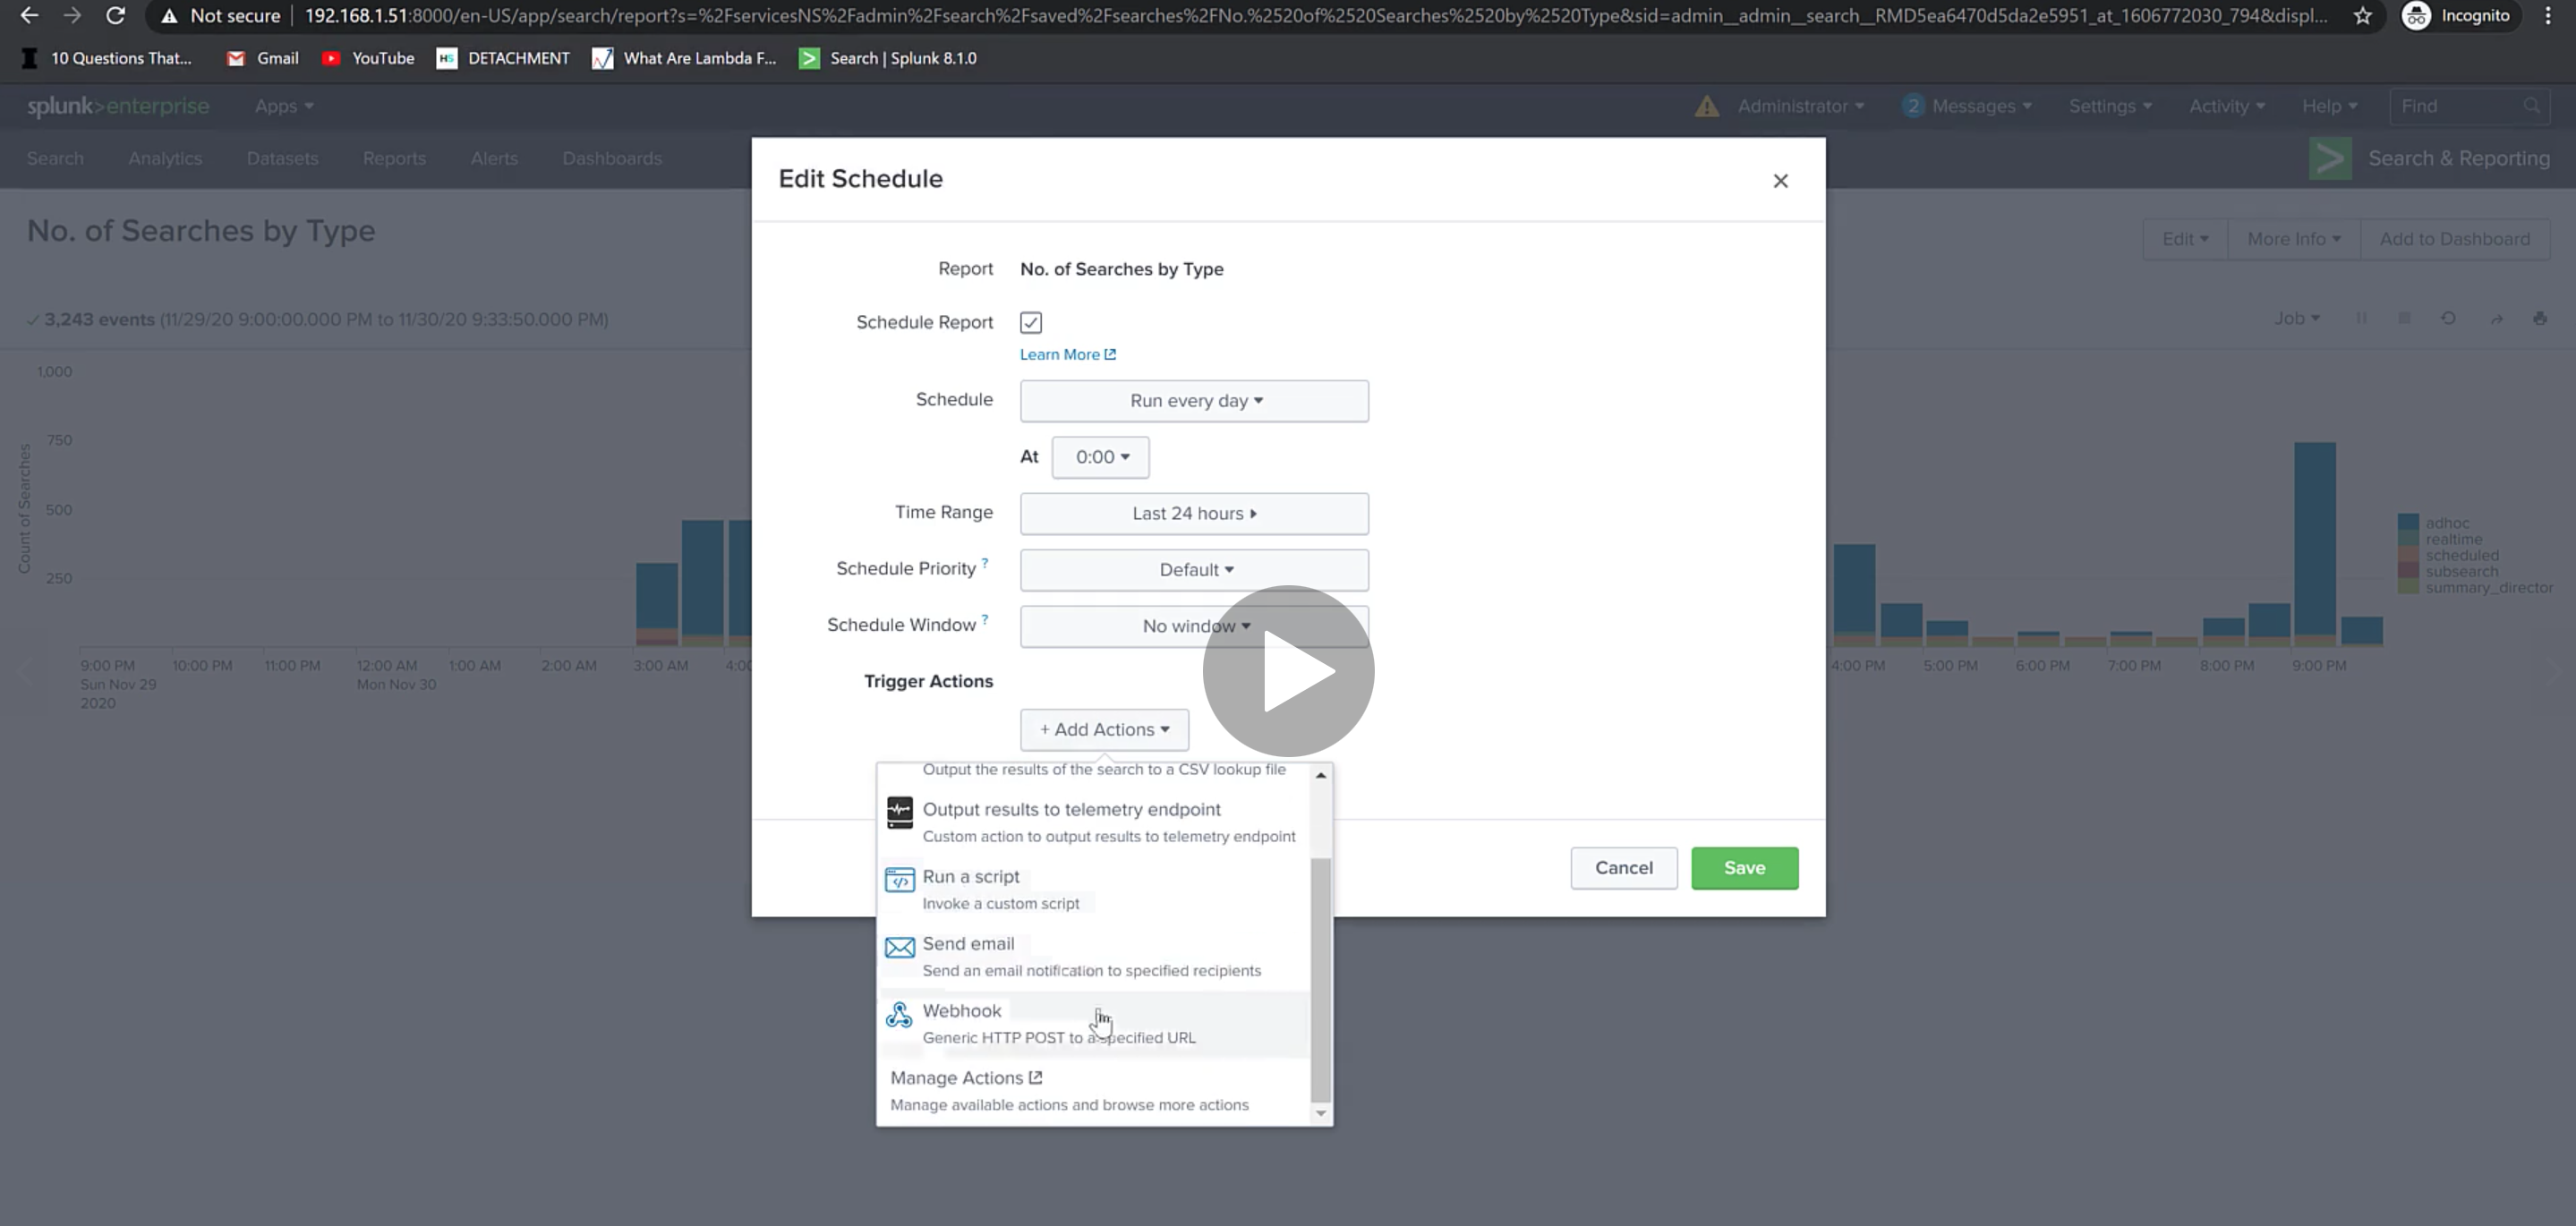 Not secure | 192.168.1.51:8000/en-US/app/search/report?s=%2FservicesNS%2Fadmin%2Fsearch%2Fsaved%2Fsearches%2FNo.%2520of%2520Searches%2520by%2520Type&sid=admin__admin__search__RMD5ea6470d5da2e5951_at_1606772030_794&displ... Incognito
10 Questions That... Gmail YouTube HS DETACHMENT What Are Lambda F... Search | Splunk 8.1.0
splunk>enterprise Apps Administrator 2 Messages Settings Activity Help Find
Search Analytics Datasets Reports Alerts Dashboards Search & Reporting
Edit Schedule
No. of Searches by Type
Edit More Info Add to Dashboard
Report No. of Searches by Type
3,243 events (11/29/20 9:00:00.000 PM to 11/30/20 9:33:50.000 PM)
Job
Schedule Report
Learn More
Schedule Run every day
At 0:00
Time Range Last 24 hours
Schedule Priority ? Default
Schedule Window ? No window
Trigger Actions
+ Add Actions
Output the results of the search to a CSV lookup file
Output results to telemetry endpoint
Custom action to output results to telemetry endpoint
Run a script
Invoke a custom script
Send email
Send an email notification to specified recipients
Webhook
Generic HTTP POST to a specified URL
Manage Actions
Manage available actions and browse more actions
Cancel Save
Count of Searches
1,000
750
500
250
9:00 PM 10:00 PM 11:00 PM 12:00 AM 1:00 AM 2:00 AM 3:00 AM 4:00 4:00 PM 5:00 PM 6:00 PM 7:00 PM 8:00 PM 9:00 PM
Sun Nov 29 Mon Nov 30
2020
adhoc
realtime
scheduled
subsearch
summary_director